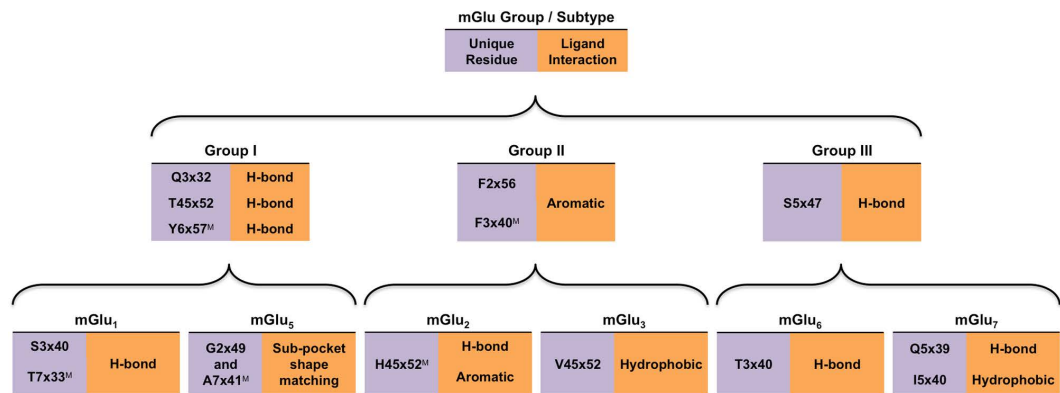 mGlu Group / Subtype
Unique Residue
Ligand Interaction
Group I
Q3x32 H-bond
T45x52 H-bond
Y6x57ᴹ H-bond
Group II
F2x56
F3x40ᴹ
Aromatic
Group III
S5x47 H-bond
mGlu₁
S3x40
T7x33ᴹ
H-bond
mGlu₅
G2x49
and
A7x41ᴹ
Sub-pocket
shape
matching
mGlu₂
H45x52ᴹ
H-bond
Aromatic
mGlu₃
V45x52 Hydrophobic
mGlu₆
T3x40 H-bond
mGlu₇
Q5x39 H-bond
I5x40 Hydrophobic